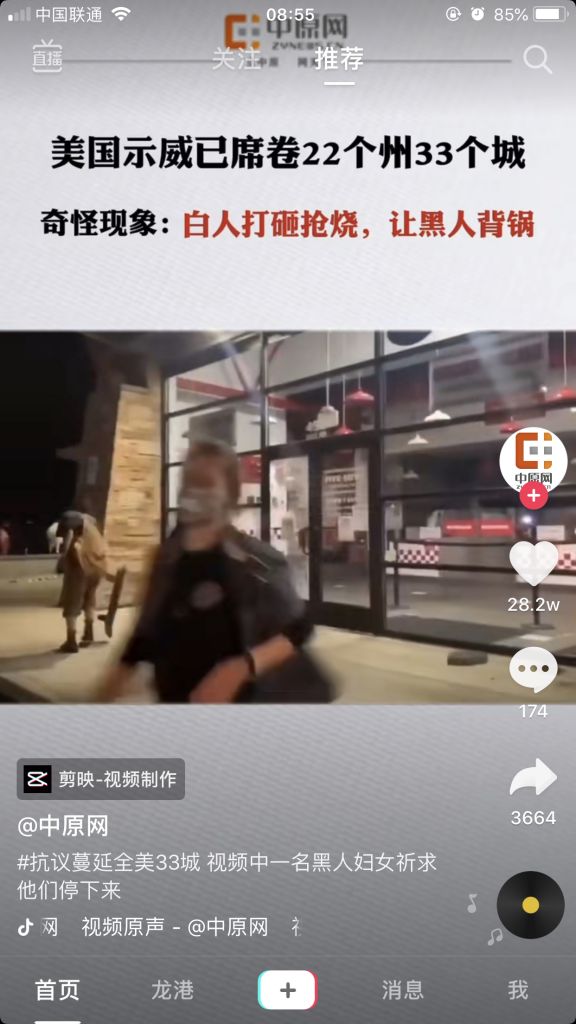 中国联通
08:55
85%
中原网
直播
关注
推荐
美国示威已席卷22个州33个城
奇怪现象：白人打砸抢烧，让黑人背锅
中原网
28.2w
174
3664
剪映-视频制作
@中原网
#抗议蔓延全美33城 视频中一名黑人妇女祈求
他们停下来
网 视频原声 - @中原网
首页
龙港
消息
我